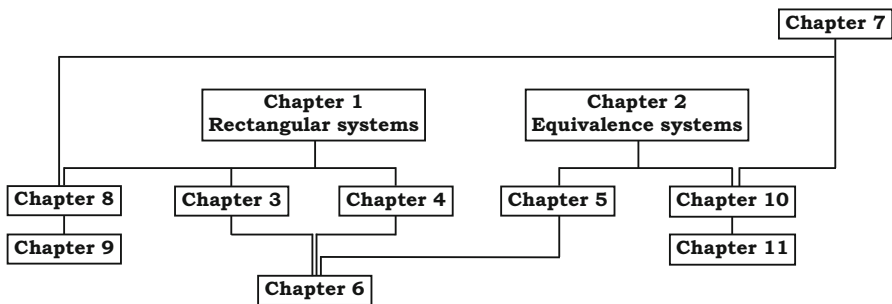 Chapter 7
Chapter 1
Rectangular systems
Chapter 2
Equivalence systems
Chapter 8
Chapter 3
Chapter 4
Chapter 5
Chapter 10
Chapter 9
Chapter 11
Chapter 6